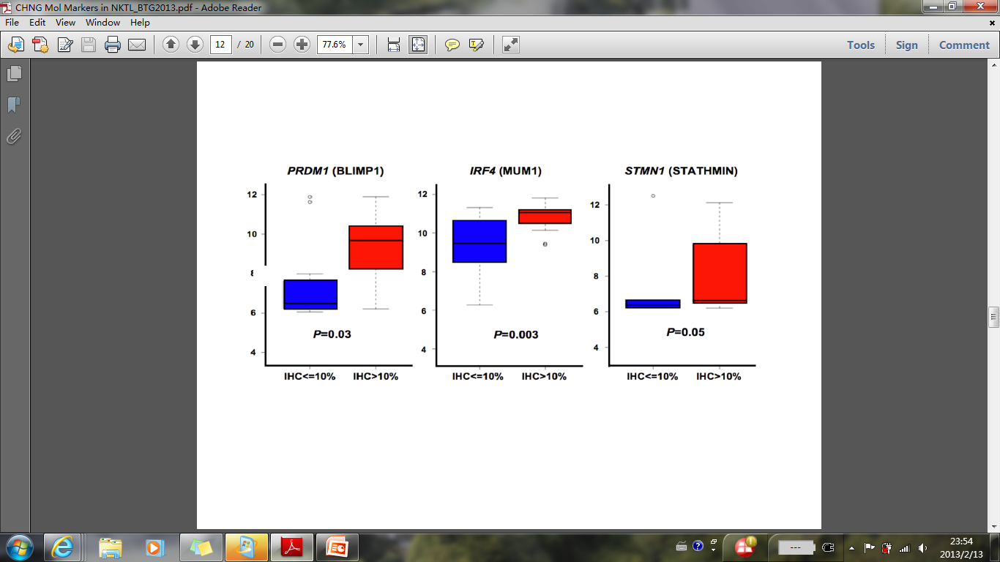 CHNG Mol Markers in NKTL_BTG2013.pdf - Adobe Reader
File Edit View Window Help
12 / 20 77.6% Tools Sign Comment
PRDM1 (BLIMP1) IRF4 (MUM1) STMN1 (STATHMIN)
12
10
6
4
P=0.03
IHC<=10% IHC>10%
12
10
8
6
4
P=0.003
IHC<=10% IHC>10%
12
10
8
6
4
P=0.05
IHC<=10% IHC>10%
---
23:54
2013/2/13